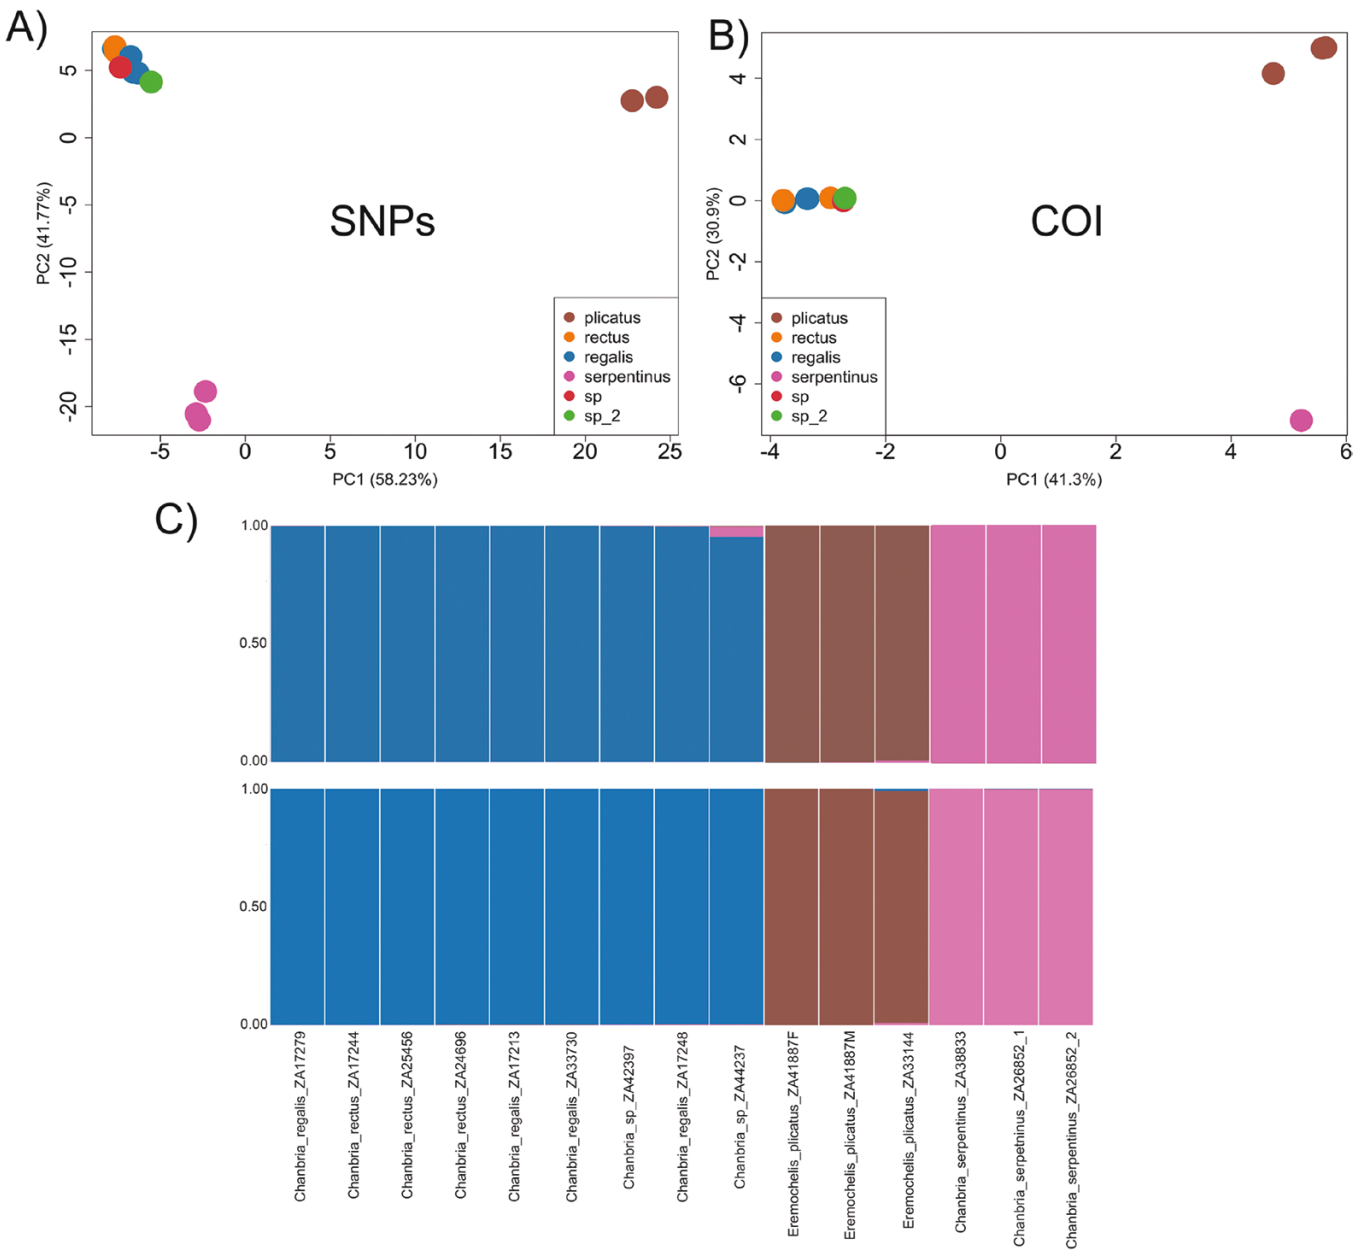 A)
5
0
-5
-10
-15
-20
PC2 (41.77%)
SNPs
plicatus
rectus
regalis
serpentinus
sp
sp_2
-5
0
5
10
15
20
25
PC1 (58.23%)
B)
4
2
0
-2
-4
-6
PC2 (30.9%)
COI
plicatus
rectus
regalis
serpentinus
sp
sp_2
-4
-2
0
2
4
6
PC1 (41.3%)
C)
1.00
0.50
0.00
1.00
0.50
0.00
Chanbria_regalis_ZA17279
Chanbria_rectus_ZA17244
Chanbria_rectus_ZA25456
Chanbria_rectus_ZA24696
Chanbria_regalis_ZA17213
Chanbria_regalis_ZA33730
Chanbria_sp_ZA42397
Chanbria_regalis_ZA17248
Chanbria_sp_ZA44237
Eremochelis_plicatus_ZA41887F
Eremochelis_plicatus_ZA41887M
Eremochelis_plicatus_ZA33144
Chanbria_serpentinus_ZA38833
Chanbria_serpetninus_ZA26852_1
Chanbria_serpentinus_ZA26852_2